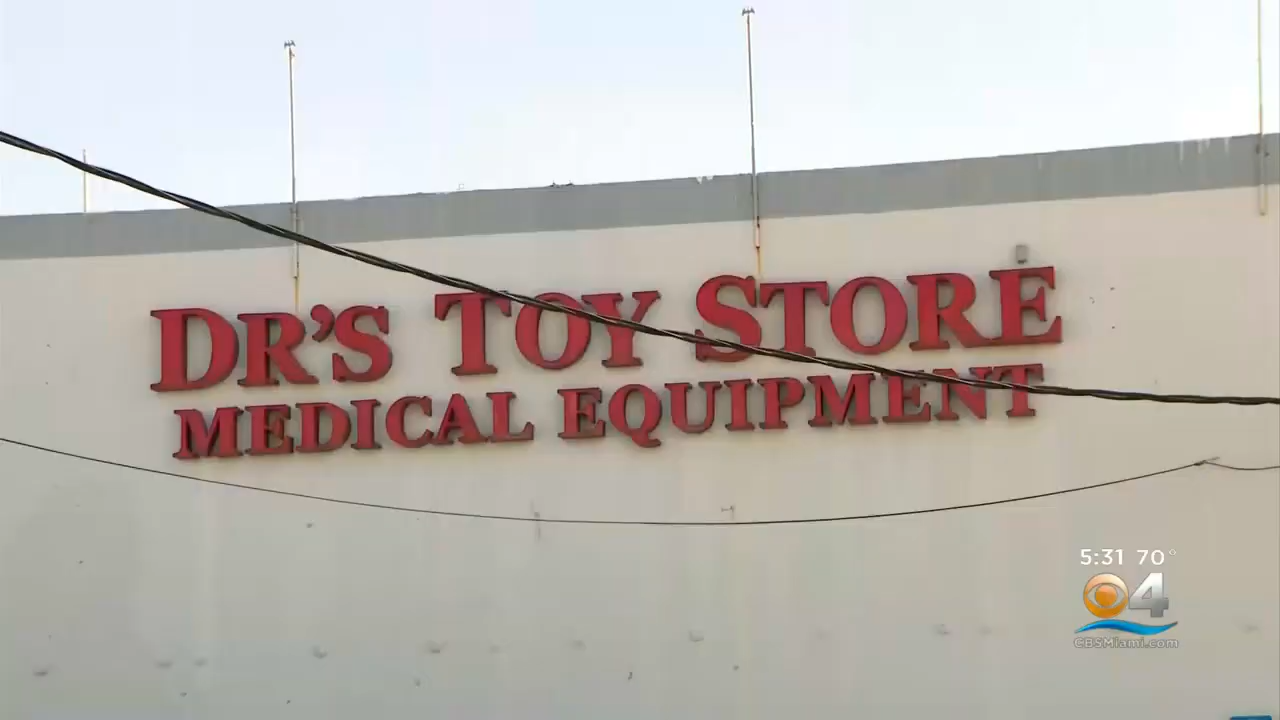 DR'S TOY STORE
MEDICAL EQUIPMENT
5:31 70°
4
CBSMiami.com